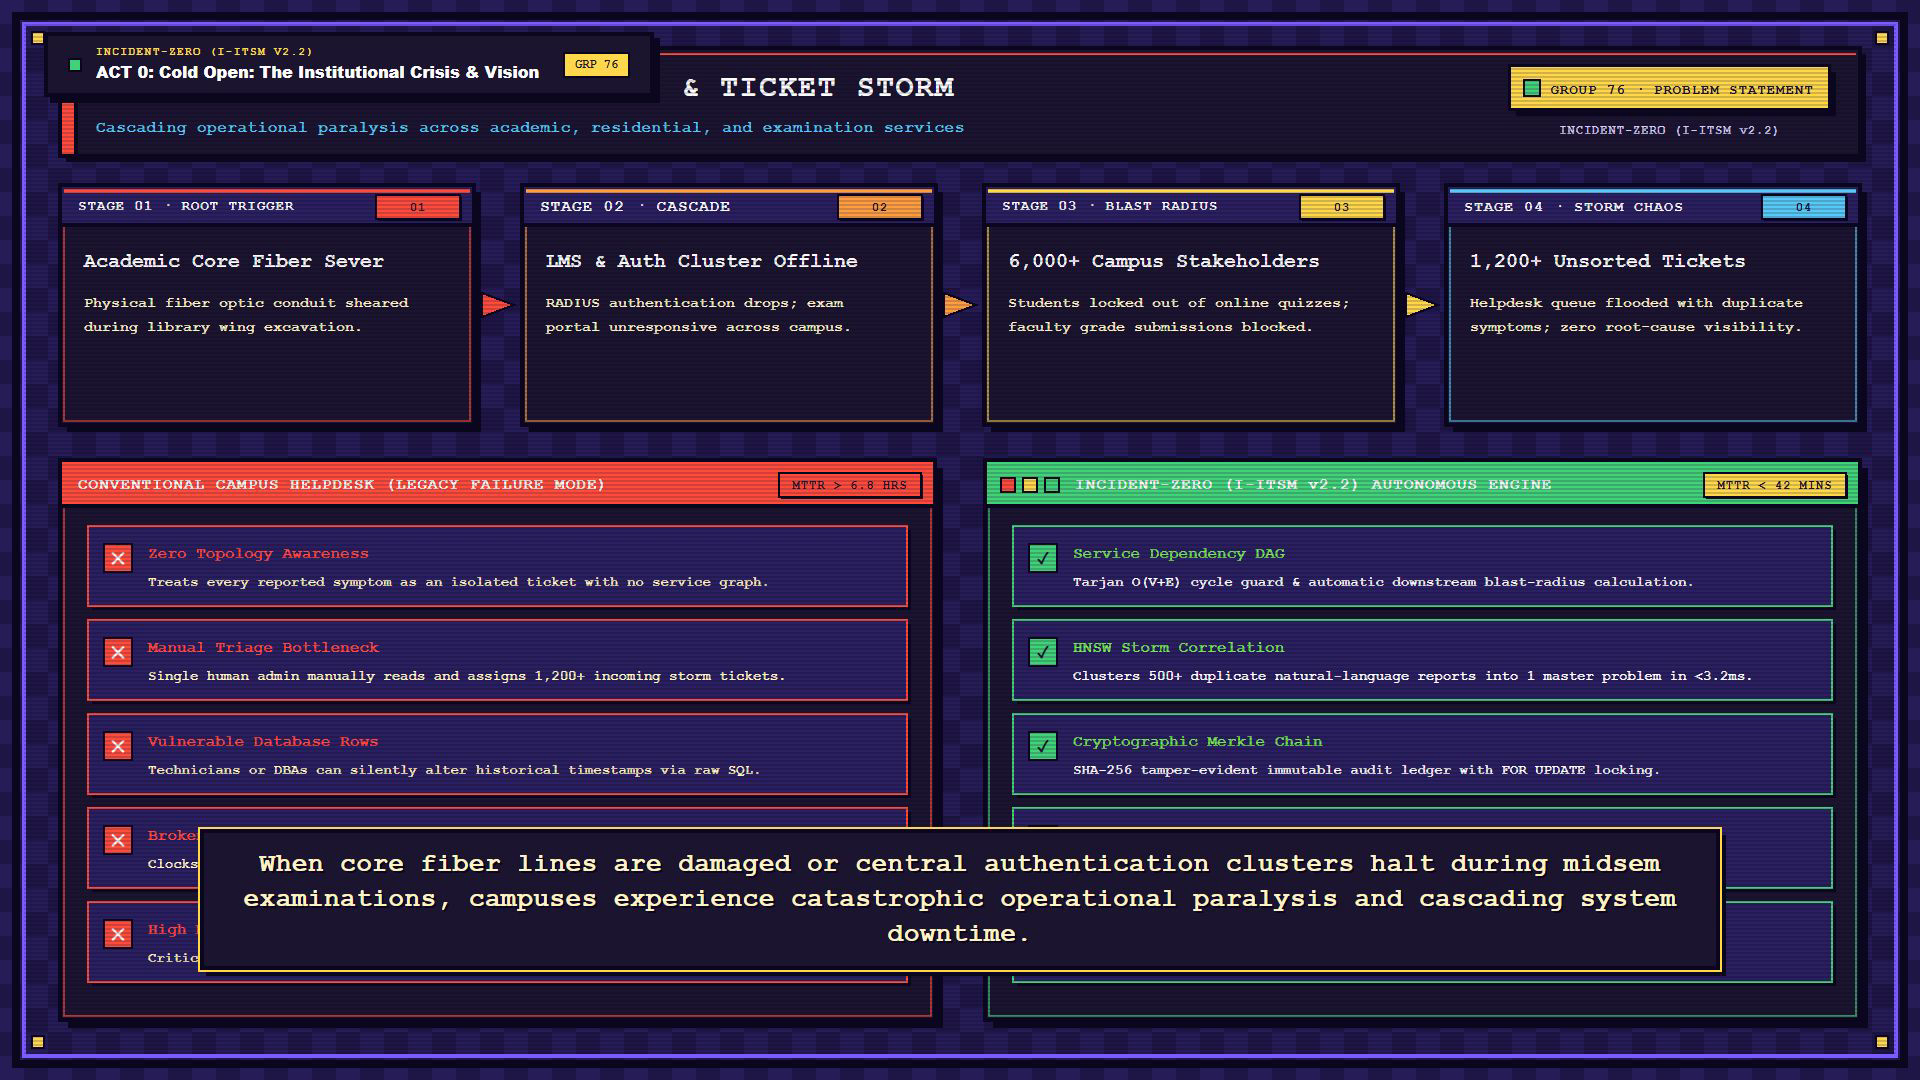 INCIDENT-ZERO (I-ITSM V2.2)
ACT 0: Cold Open: The Institutional Crisis & Vision
GRP 76
& TICKET STORM
Cascading operational paralysis across academic, residential, and examination services
GROUP 76 · PROBLEM STATEMENT
INCIDENT-ZERO (I-ITSM v2.2)
STAGE 01 · ROOT TRIGGER
01
Academic Core Fiber Sever
Physical fiber optic conduit sheared
during library wing excavation.
STAGE 02 · CASCADE
02
LMS & Auth Cluster Offline
RADIUS authentication drops; exam
portal unresponsive across campus.
STAGE 03 · BLAST RADIUS
03
6,000+ Campus Stakeholders
Students locked out of online quizzes;
faculty grade submissions blocked.
STAGE 04 · STORM CHAOS
04
1,200+ Unsorted Tickets
Helpdesk queue flooded with duplicate
symptoms; zero root-cause visibility.
CONVENTIONAL CAMPUS HELPDESK (LEGACY FAILURE MODE)
MTTR > 6.8 HRS
Zero Topology Awareness
Treats every reported symptom as an isolated ticket with no service graph.
Manual Triage Bottleneck
Single human admin manually reads and assigns 1,200+ incoming storm tickets.
Vulnerable Database Rows
Technicians or DBAs can silently alter historical timestamps via raw SQL.
Clocks
High
INCIDENT-ZERO (I-ITSM v2.2) AUTONOMOUS ENGINE
MTTR < 42 MINS
Service Dependency DAG
Tarjan O(V+E) cycle guard & automatic downstream blast-radius calculation.
HNSW Storm Correlation
Clusters 500+ duplicate natural-language reports into 1 master problem in <3.2ms.
Cryptographic Merkle Chain
SHA-256 tamper-evident immutable audit ledger with FOR UPDATE locking.
When core fiber lines are damaged or central authentication clusters halt during midsem
examinations, campuses experience catastrophic operational paralysis and cascading system
downtime.